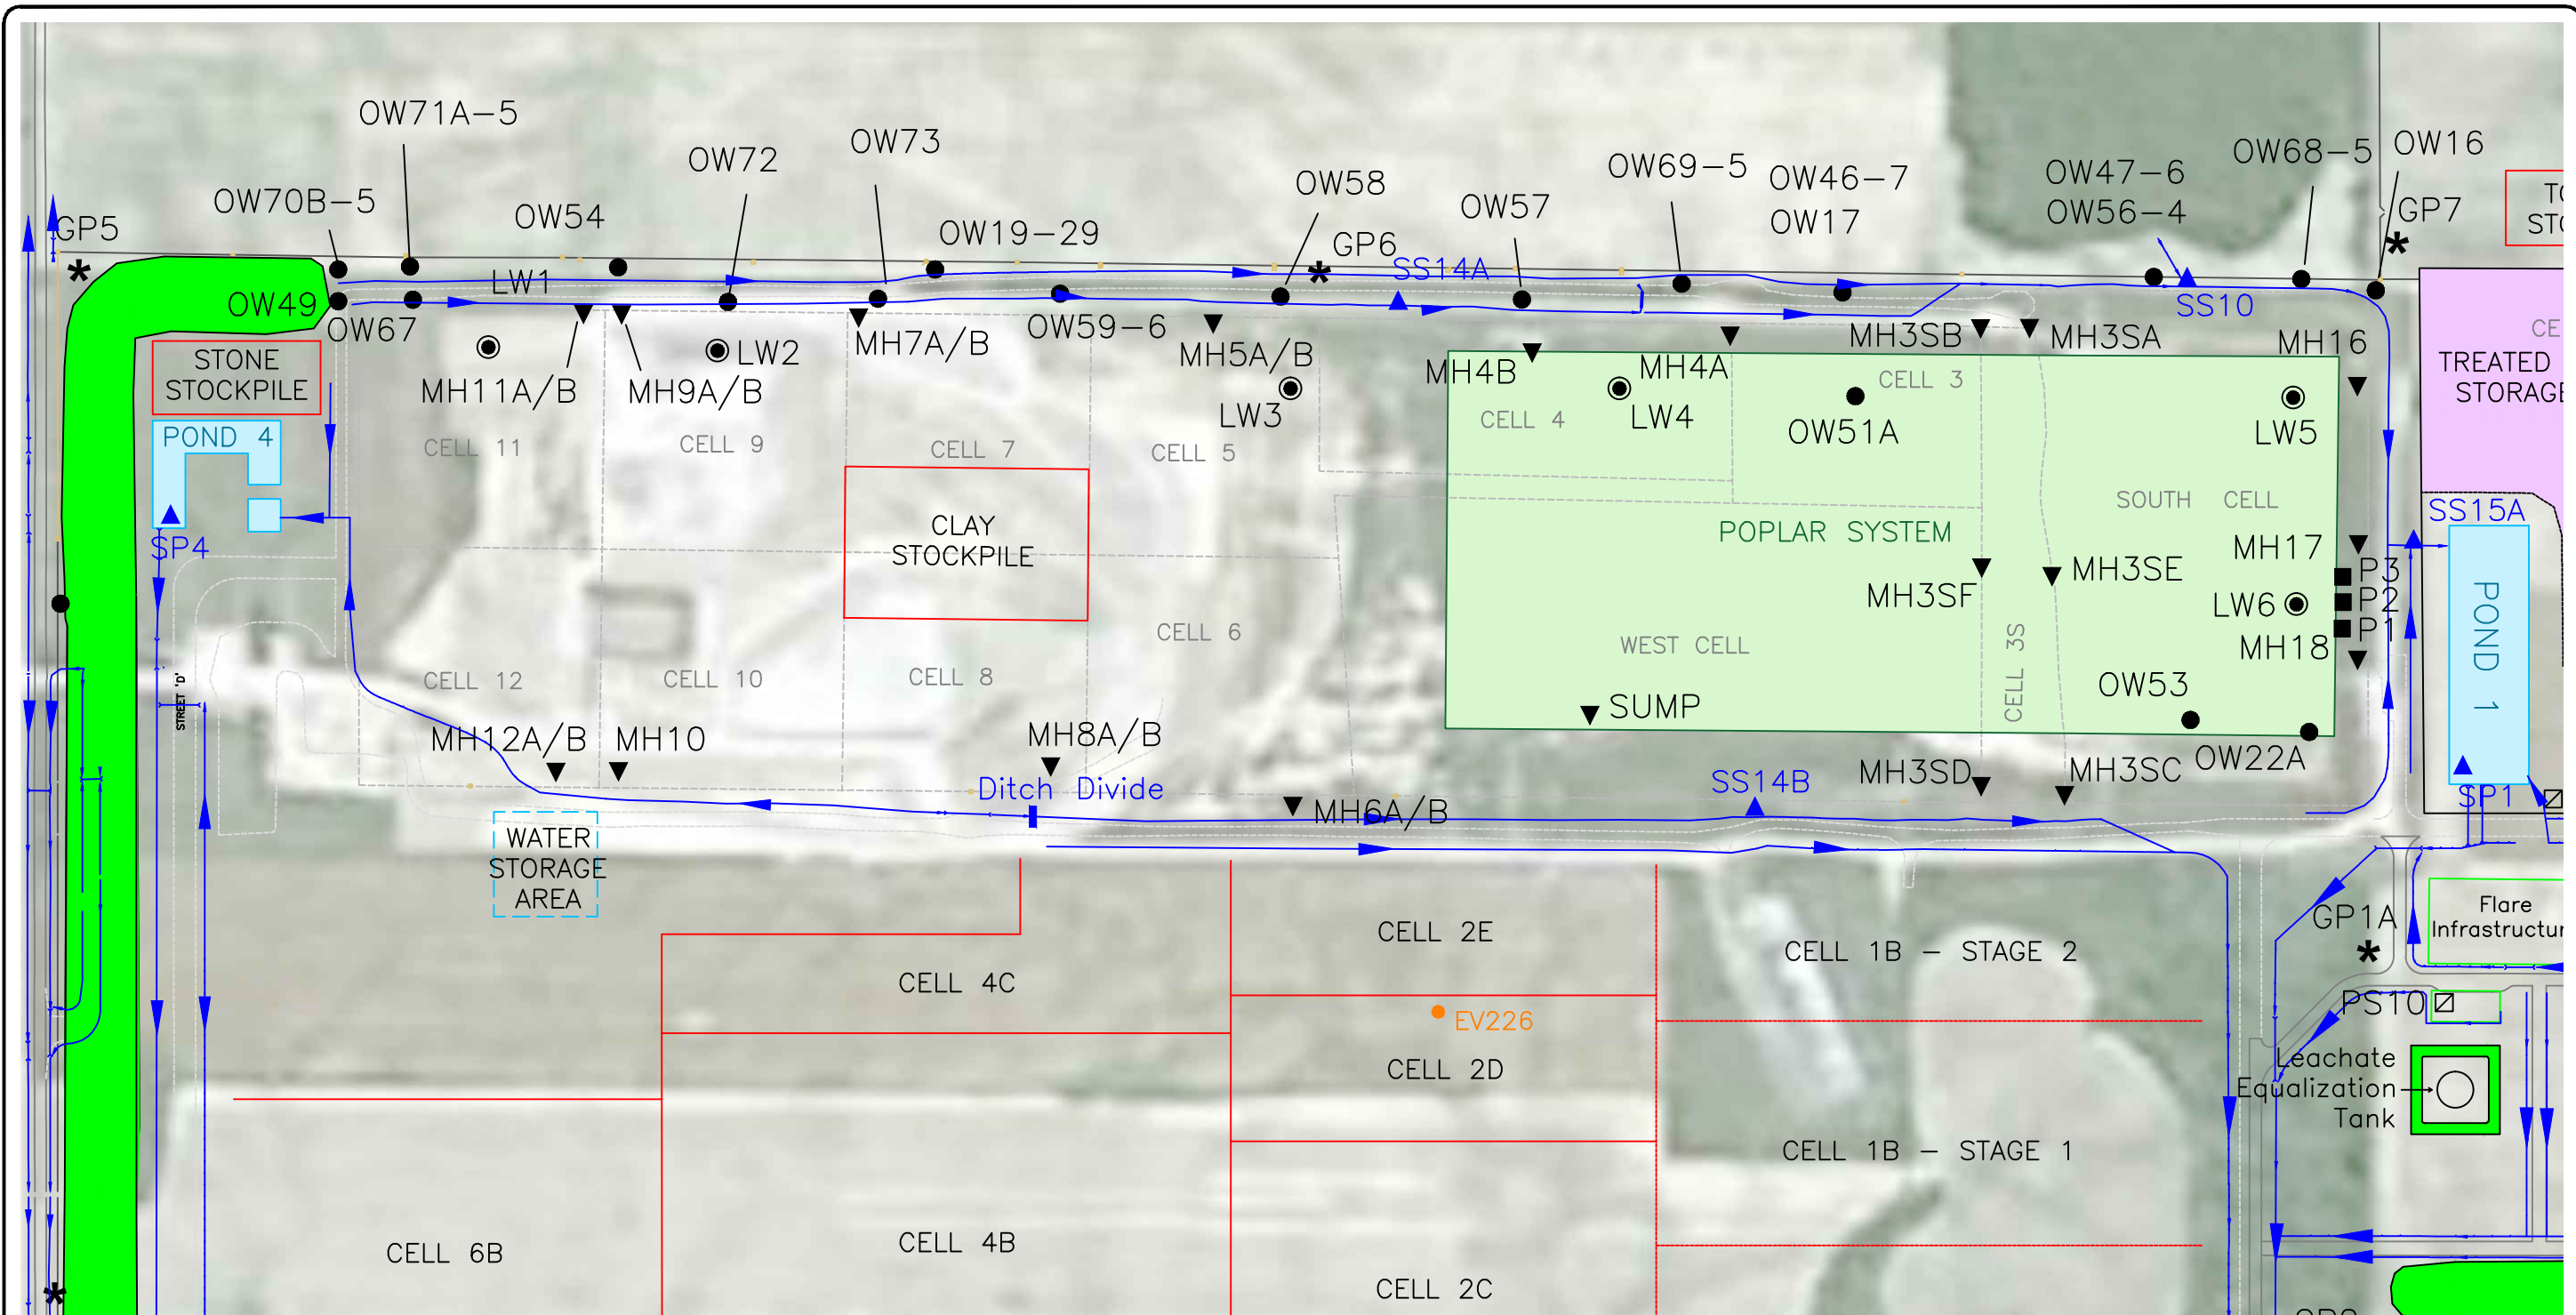 OW71A-5
OW73
OW16
OW72
OW68-5
OW69-5
OW46-7
OW47-6
OW58
OW70B-5
OW57
OW56-4
GP7
OW54
OW17
GP5
OW19-29
GP6
SS14A
LW1
OW49
SS10
OW67
OW59-6
MH3SB
MH3SA
MH16
MH7A/B
LW2
MH5A/B
STONE
STOCKPILE
TREATED
MH4B
MH4A
CELL 3
MH11A/B
MH9A/B
STORAGE
LW3
LW4
CELL 4
OW51A
LW5
POND 4
CELL 11
CELL 9
CELL 7
CELL 5
SOUTH CELL
SS15A
CLAY
STOCKPILE
POPLAR SYSTEM
SP4
MH17
P3
MH3SE
MH3SF
LW6
P2
P1
CELL 6
WEST CELL
MH18
POND 1
CELL 3S
CELL 12
CELL 10
CELL 8
OW53
STREET 'D'
SUMP
MH12A/B
MH10
MH8A/B
OW22A
Ditch Divide
SS14B
MH3SD
MH3SC
SP1
MH6A/B
WATER
STORAGE
AREA
CELL 2E
GP1A
Flare
Infrastructur
CELL 4C
CELL 1B - STAGE 2
EV226
PS10
CELL 2D
Leachate
Equalization
Tank
CELL 1B - STAGE 1
CELL 6B
CELL 4B
CELL 2C